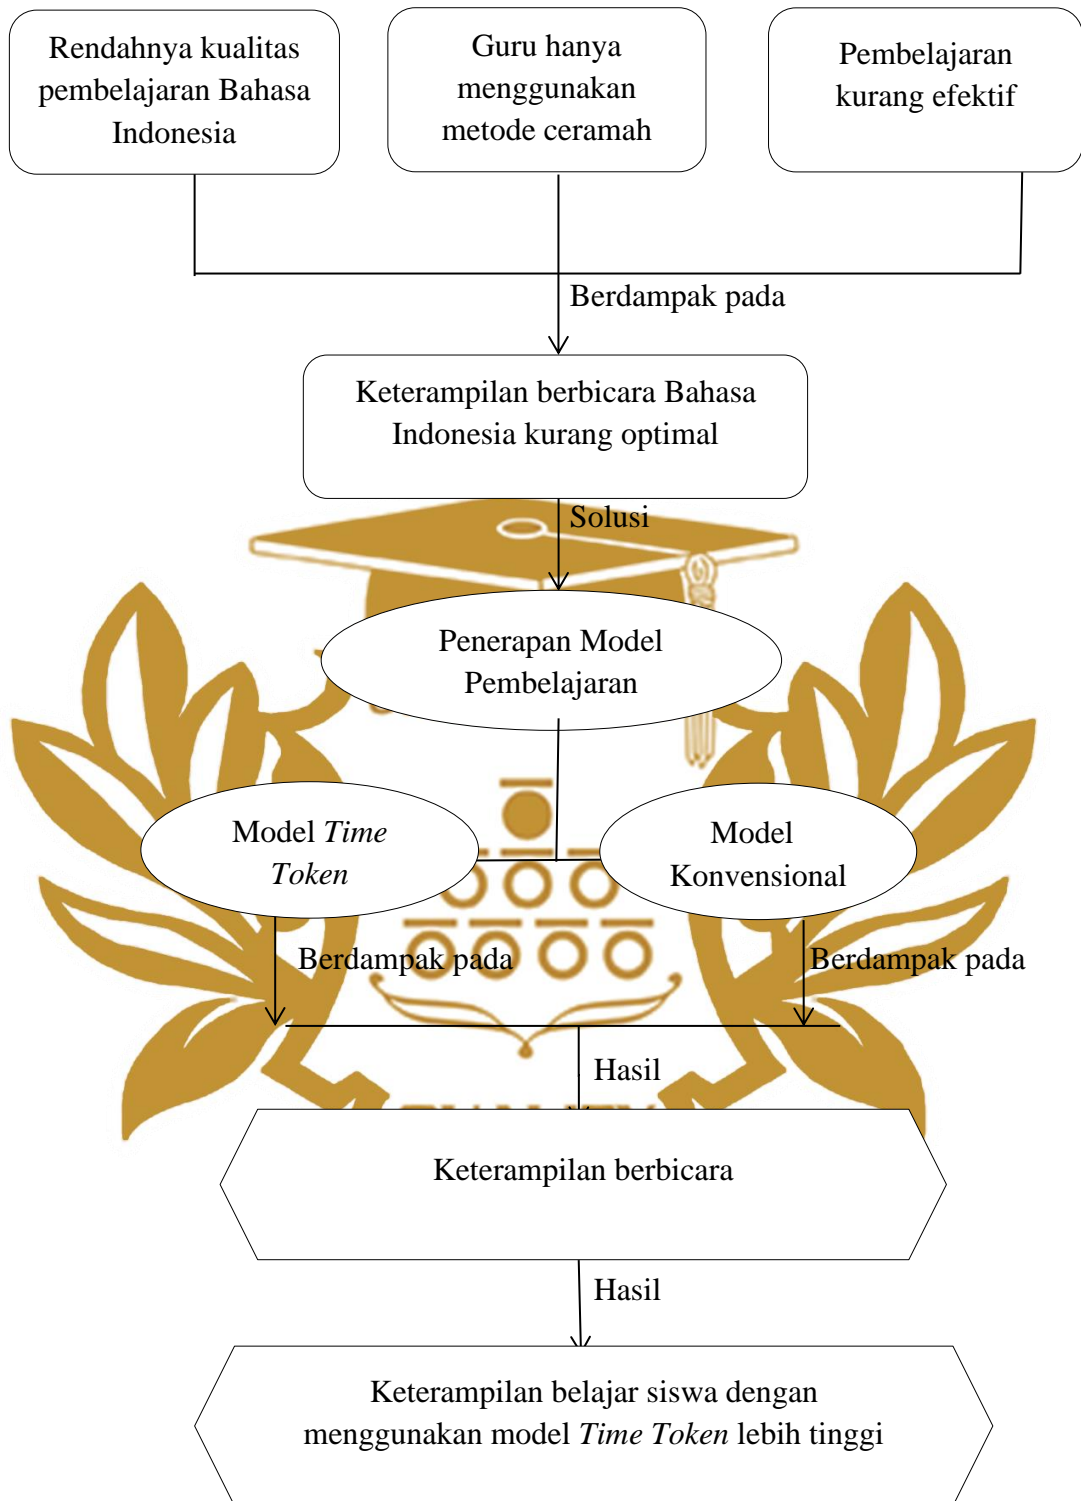 Rendahnya kualitas
pembelajaran Bahasa
Indonesia
Guru hanya
menggunakan
metode ceramah
Pembelajaran
kurang efektif
Berdampak pada
Keterampilan berbicara Bahasa
Indonesia kurang optimal
Solusi
Penerapan Model
Pembelajaran
Model Time
Token
Model
Konvensional
Berdampak pada
Berdampak pada
Hasil
Keterampilan berbicara
Hasil
Keterampilan belajar siswa dengan
menggunakan model Time Token lebih tinggi